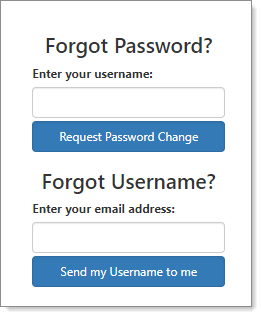 Forgot Password?
Enter your username:
Request Password Change
Forgot Username?
Enter your email address:
Send my Username to me